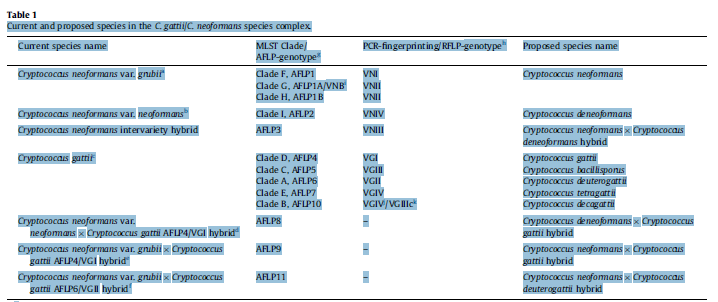 Table 1
Current and proposed species in the C. gattii/C. neoformans species complex.
Current species name MLST Clade/ PCR-fingerprinting/RFLP-genotype Proposed species name
AFLP-genotype
Cryptococcus neoformans var. grubii Clade F, AFLP1 VNI Cryptococcus neoformans
Clade G, AFLP1A/VNB VNII
Clade H, AFLP1B VNII
Cryptococcus neoformans var. neoformans Clade I, AFLP2 VNIV Cryptococcus deneoformans
Cryptococcus neoformans intervariety hybrid AFLP3 VNIII Cryptococcus neoformans × Cryptococcus
deneoformans hybrid
Cryptococcus gattii Clade D, AFLP4 VGI Cryptococcus gattii
Clade C, AFLP5 VGIII Cryptococcus bacillisporus
Clade A, AFLP6 VGII Cryptococcus deuterogattii
Clade E, AFLP7 VGIV Cryptococcus tetragattii
Clade B, AFLP10 VGIV/VGIIIc Cryptococcus decagattii
Cryptococcus neoformans var. AFLP8 – Cryptococcus deneoformans × Cryptococcus
neoformans × Cryptococcus gattii AFLP4/VGI hybrid gattii hybrid
Cryptococcus neoformans var. grubii × Cryptococcus AFLP9 – Cryptococcus neoformans × Cryptococcus
gattii AFLP4/VGI hybrid gattii hybrid
Cryptococcus neoformans var. grubii × Cryptococcus AFLP11 – Cryptococcus neoformans × Cryptococcus
gattii AFLP6/VGII hybrid deuterogattii hybrid